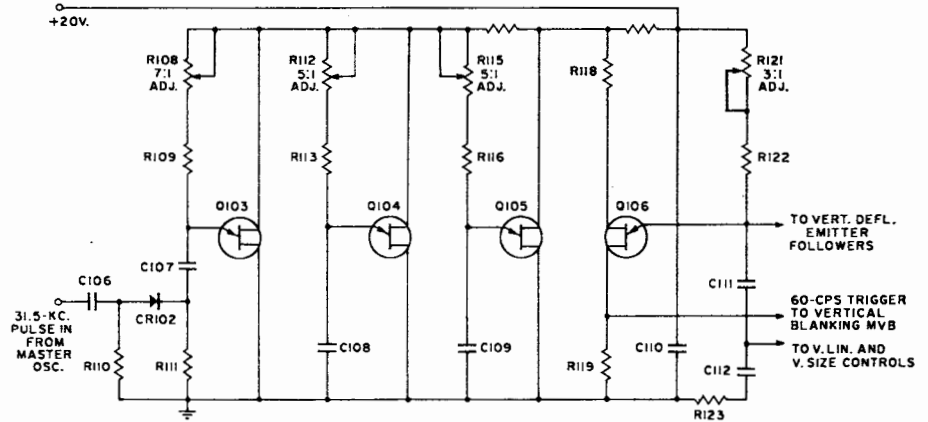 +20V.
R108
7:1
ADJ.
R112
5:1
ADJ.
R115
5:1
ADJ.
R118
R121
3:1
ADJ.
R109
R113
R116
R122
Q103
Q104
Q105
Q106
TO VERT. DEFL.
EMITTER
FOLLOWERS
C107
C106
C111
CR102
31.5-KC.
PULSE IN
FROM
MASTER
OSC.
60-CPS TRIGGER
TO VERTICAL
BLANKING MVB
R110
R111
C108
C109
R119
C110
C112
TO V. LIN. AND
V. SIZE CONTROLS
R123